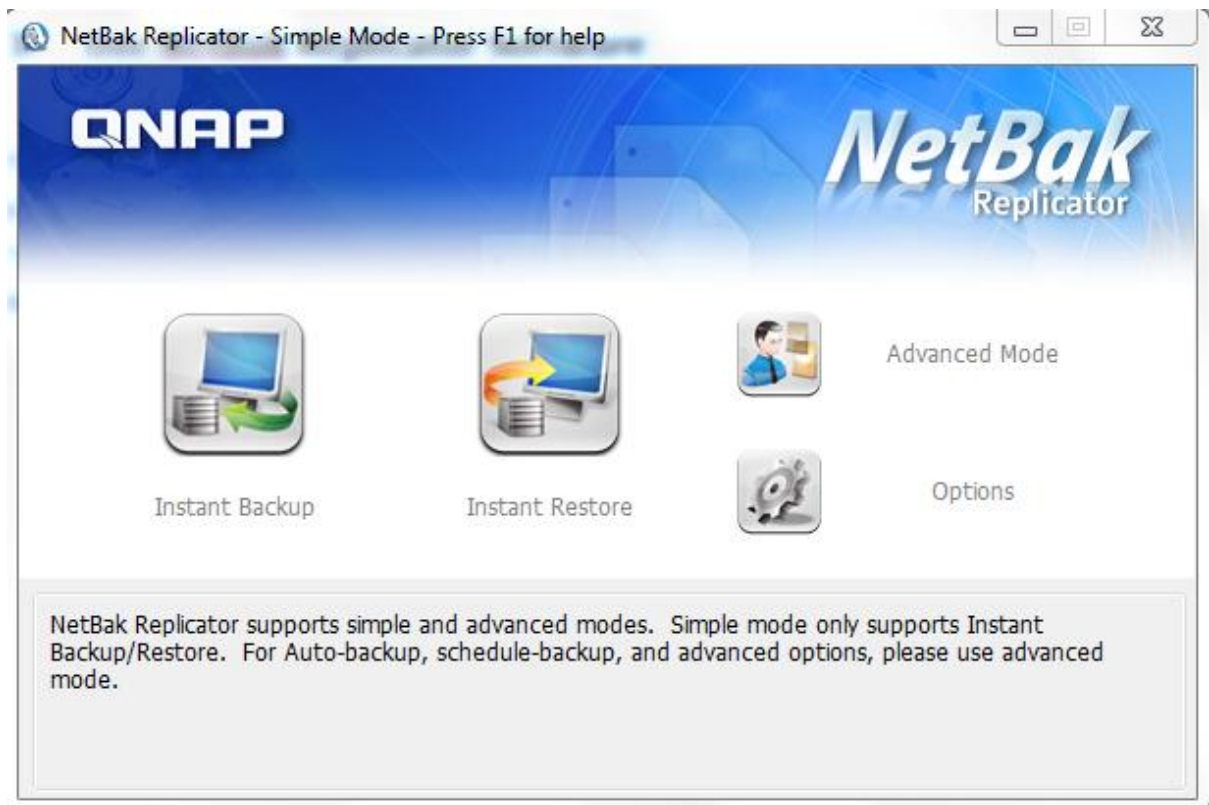 NetBak Replicator - Simple Mode - Press F1 for help
QNAP
NetBak
Replicator
Instant Backup
Instant Restore
Advanced Mode
Options
NetBak Replicator supports simple and advanced modes.  Simple mode only supports Instant
Backup/Restore.  For Auto-backup, schedule-backup, and advanced options, please use advanced
mode.